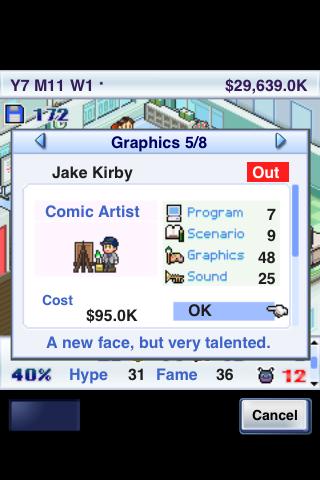 Y7 M11 W1 $29,639.0K
172
Graphics 5/8
Jake Kirby Out
Comic Artist
Program 7
Scenario 9
Graphics 48
Sound 25
Cost
$95.0K
OK
A new face, but very talented.
40% Hype 31 Fame 36 12
Cancel